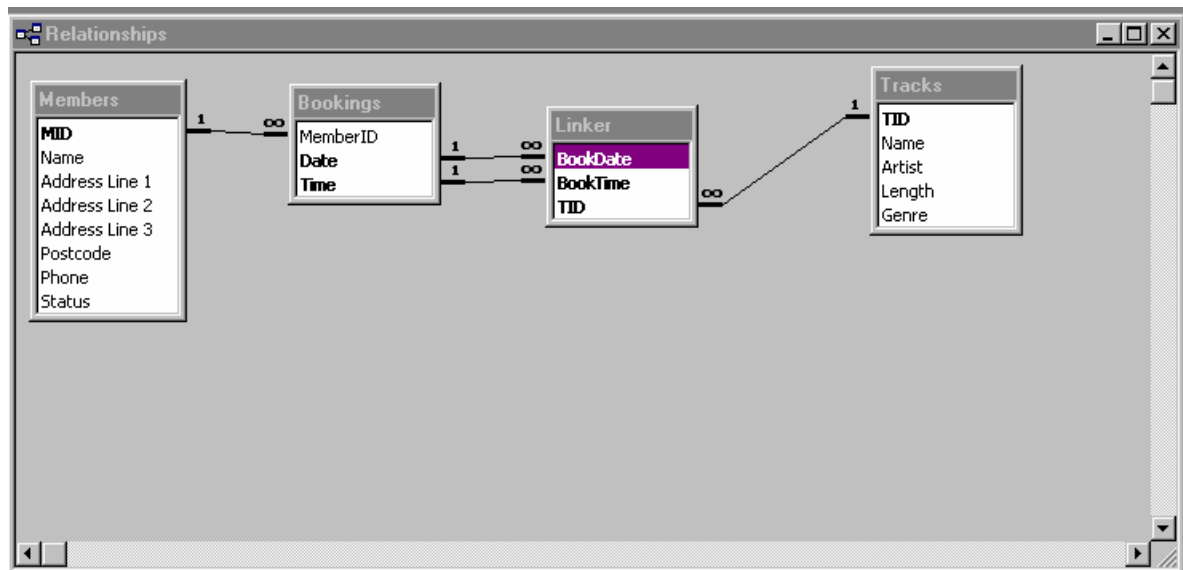 Relationships
Members
MID
Name
Address Line 1
Address Line 2
Address Line 3
Postcode
Phone
Status
1
∞
Bookings
MemberID
Date
Time
1
∞
1
∞
Linker
BookDate
BookTime
TID
∞
1
Tracks
TID
Name
Artist
Length
Genre